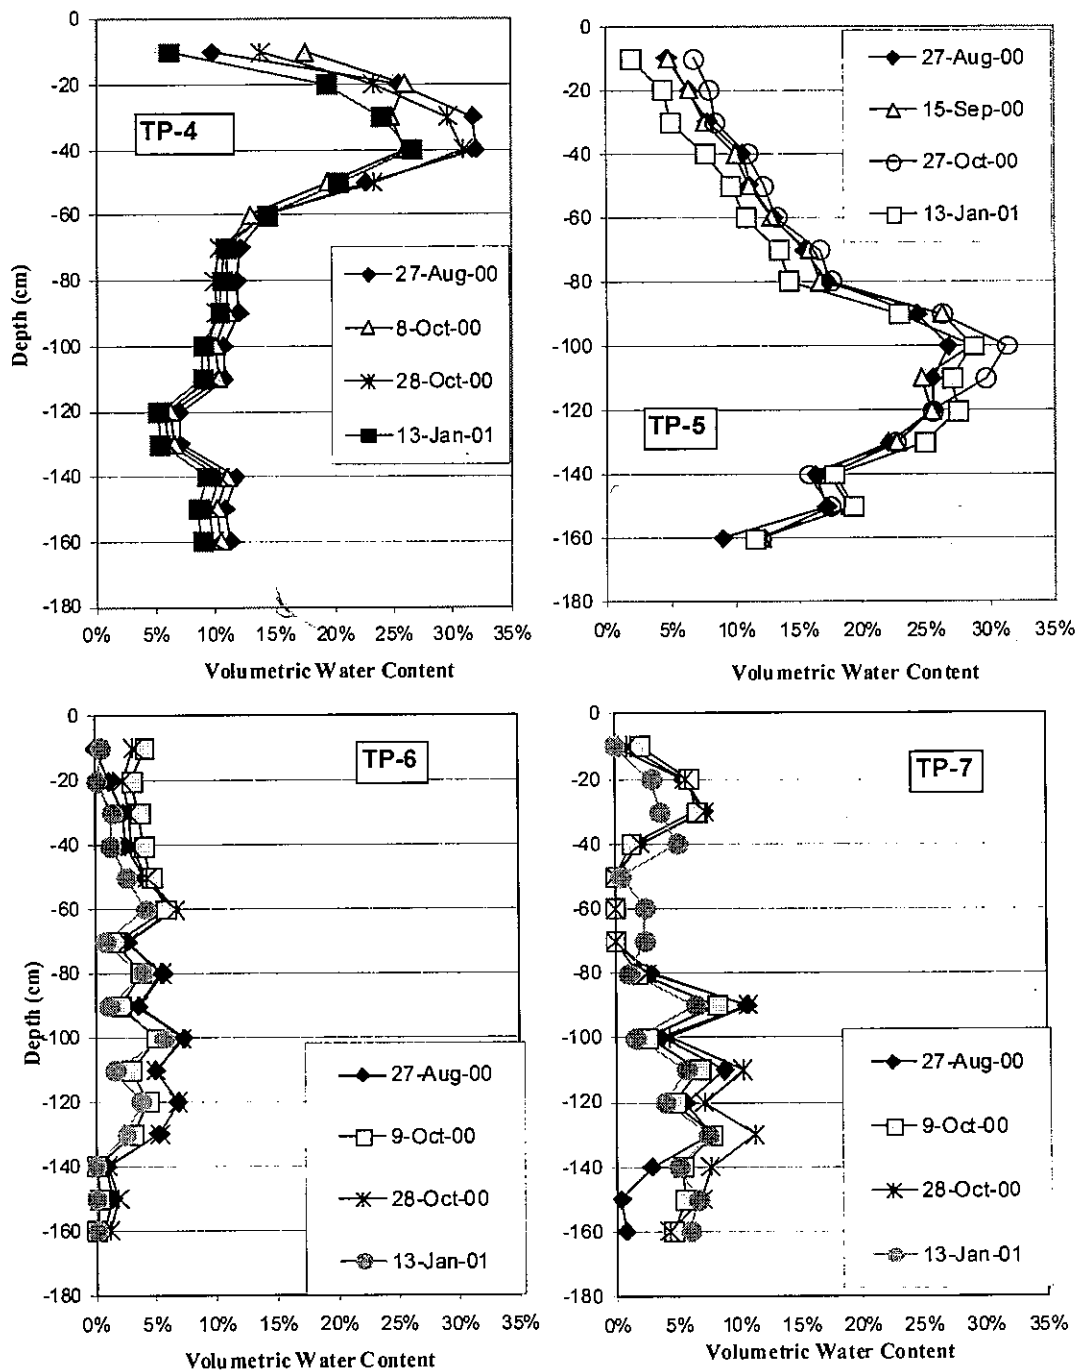 0
-20
-40
-60
-80
-100
-120
-140
-160
-180
Depth (cm)
TP-4
27-Aug-00
8-Oct-00
28-Oct-00
13-Jan-01
0% 5% 10% 15% 20% 25% 30% 35%
Volumetric Water Content
0
-20
-40
-60
-80
-100
-120
-140
-160
-180
TP-5
27-Aug-00
15-Sep-00
27-Oct-00
13-Jan-01
0% 5% 10% 15% 20% 25% 30% 35%
Volumetric Water Content
0
-20
-40
-60
-80
-100
-120
-140
-160
-180
Depth (cm)
TP-6
27-Aug-00
9-Oct-00
28-Oct-00
13-Jan-01
0% 5% 10% 15% 20% 25% 30% 35%
Volumetric Water Content
0
-20
-40
-60
-80
-100
-120
-140
-160
-180
TP-7
27-Aug-00
9-Oct-00
28-Oct-00
13-Jan-01
0% 5% 10% 15% 20% 25% 30% 35%
Volumetric Water Content